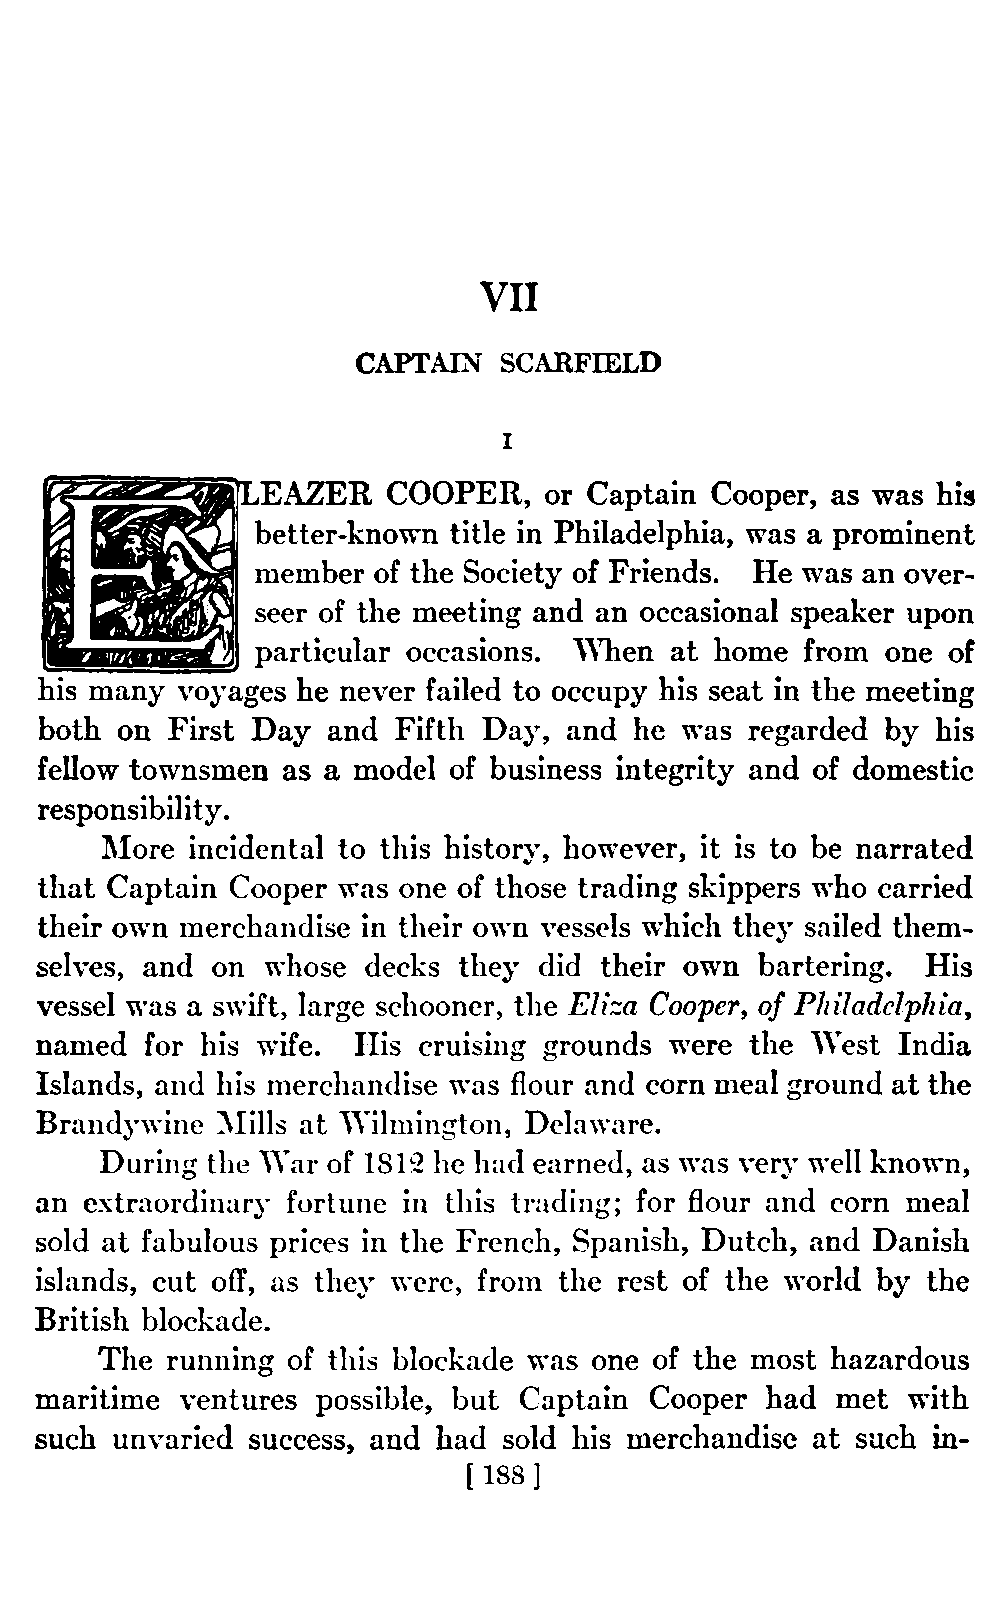 VII
CAPTAIN SCARFIELD
I
ELEAZER COOPER, or Captain Cooper, as was his
better-known title in Philadelphia, was a prominent
member of the Society of Friends. He was an over-
seer of the meeting and an occasional speaker upon
particular occasions. When at home from one of
his many voyages he never failed to occupy his seat in the meeting
both on First Day and Fifth Day, and he was regarded by his
fellow townsmen as a model of business integrity and of domestic
responsibility.
More incidental to this history, however, it is to be narrated
that Captain Cooper was one of those trading skippers who carried
their own merchandise in their own vessels which they sailed them-
selves, and on whose decks they did their own bartering. His
vessel was a swift, large schooner, the Eliza Cooper, of Philadelphia,
named for his wife. His cruising grounds were the West India
Islands, and his merchandise was flour and corn meal ground at the
Brandywine Mills at Wilmington, Delaware.
During the War of 1812 he had earned, as was very well known,
an extraordinary fortune in this trading; for flour and corn meal
sold at fabulous prices in the French, Spanish, Dutch, and Danish
islands, cut off, as they were, from the rest of the world by the
British blockade.
The running of this blockade was one of the most hazardous
maritime ventures possible, but Captain Cooper had met with
such unvaried success, and had sold his merchandise at such in-
[ 188 ]